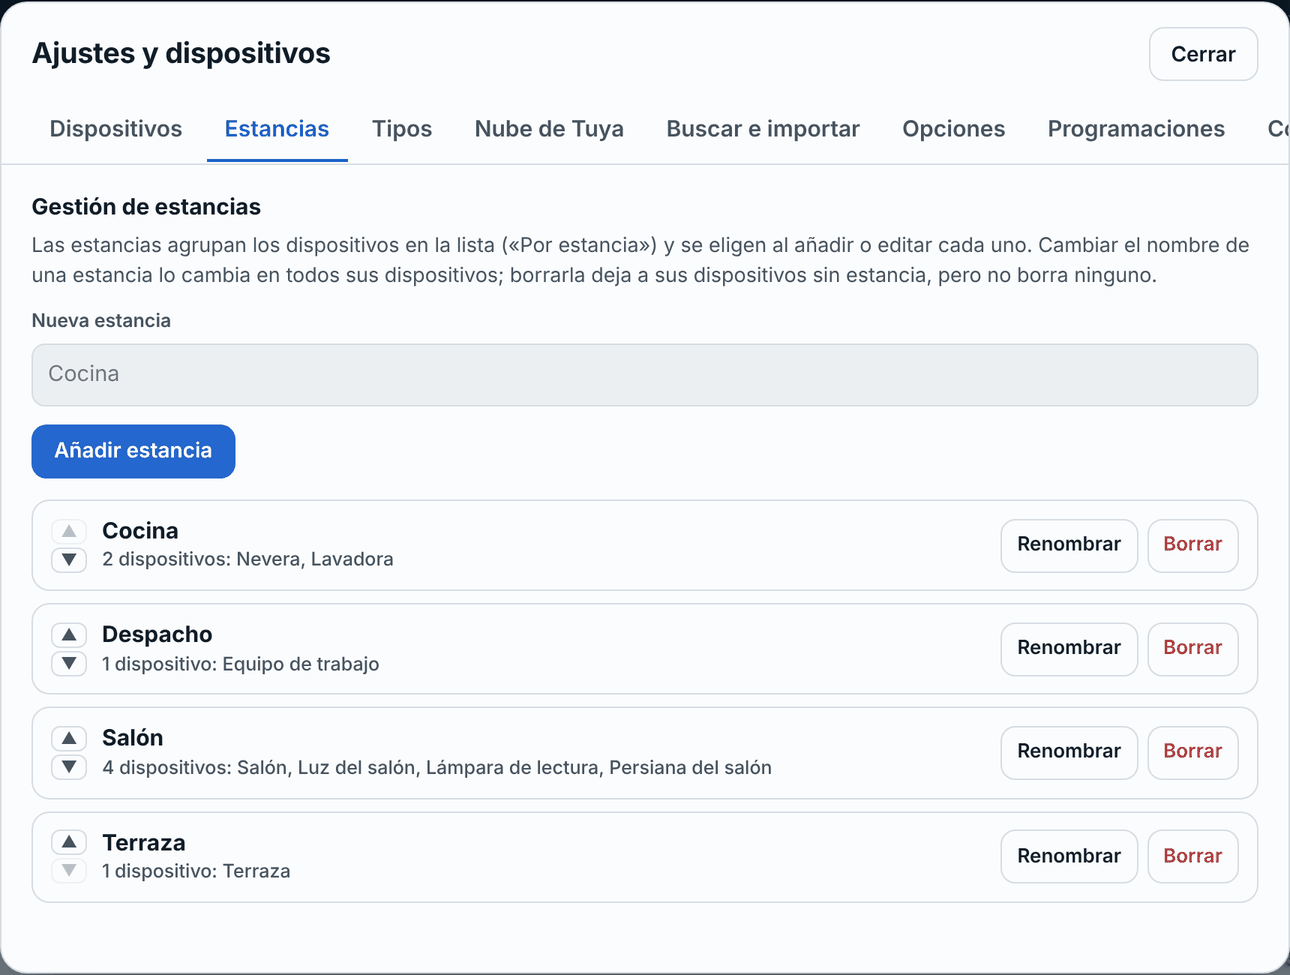 Ajustes y dispositivos
Cerrar
Dispositivos Estancias Tipos Nube de Tuya Buscar e importar Opciones Programaciones
Gestión de estancias
Las estancias agrupan los dispositivos en la lista («Por estancia») y se eligen al añadir o editar cada uno. Cambiar el nombre de
una estancia lo cambia en todos sus dispositivos; borrarla deja a sus dispositivos sin estancia, pero no borra ninguno.
Nueva estancia
Cocina
Añadir estancia
Cocina
2 dispositivos: Nevera, Lavadora
Renombrar Borrar
Despacho
1 dispositivo: Equipo de trabajo
Renombrar Borrar
Salón
4 dispositivos: Salón, Luz del salón, Lámpara de lectura, Persiana del salón
Renombrar Borrar
Terraza
1 dispositivo: Terraza
Renombrar Borrar